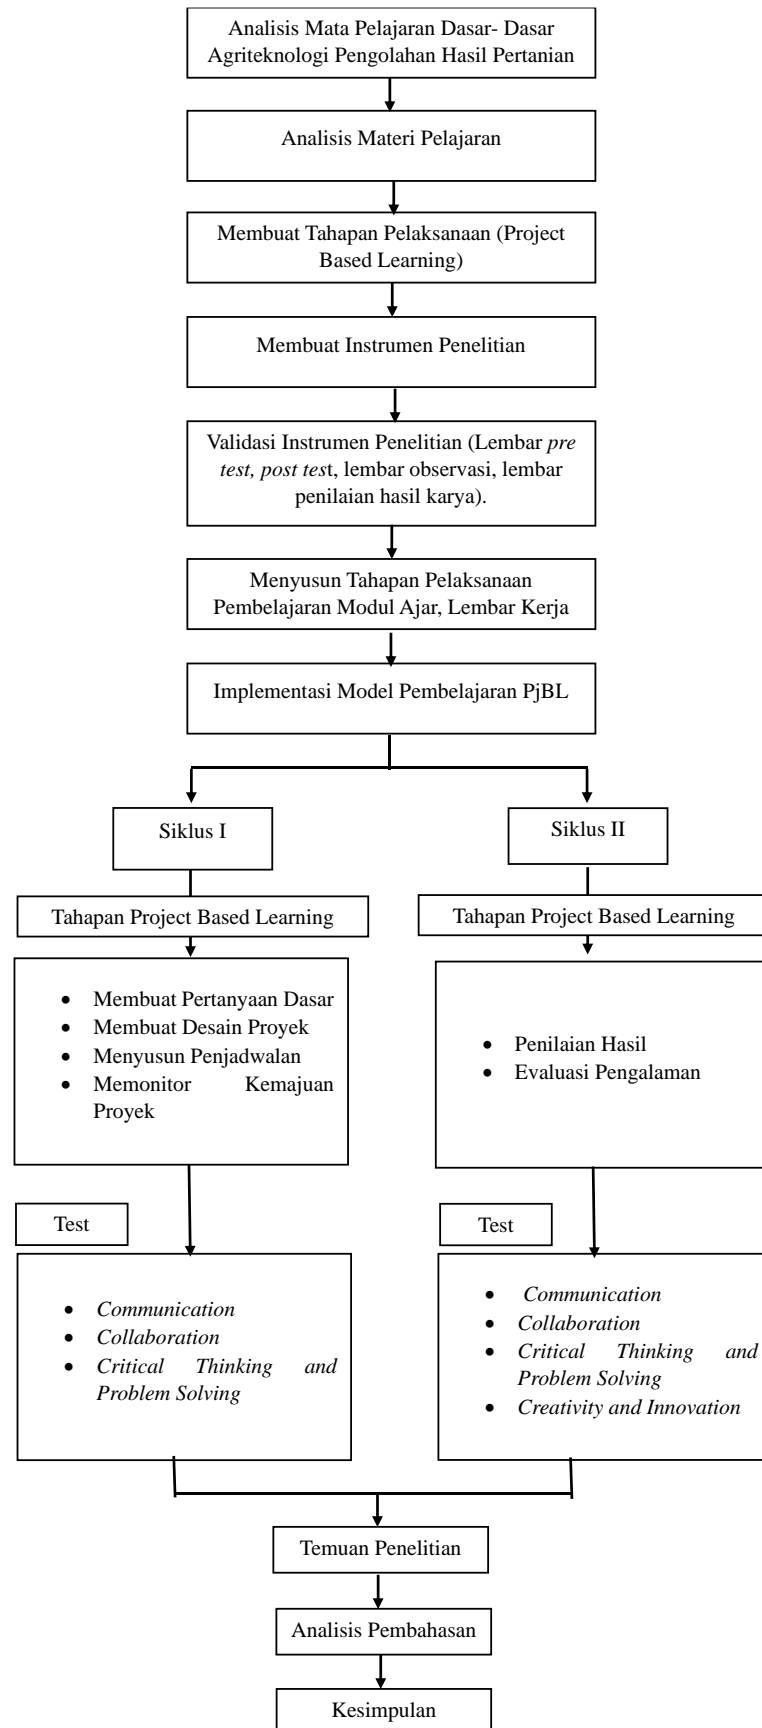 Analisis Mata Pelajaran Dasar- Dasar
Agriteknologi Pengolahan Hasil Pertanian
Analisis Materi Pelajaran
Membuat Tahapan Pelaksanaan (Project
Based Learning)
Membuat Instrumen Penelitian
Validasi Instrumen Penelitian (Lembar pre
test, post test, lembar observasi, lembar
penilaian hasil karya).
Menyusun Tahapan Pelaksanaan
Pembelajaran Modul Ajar, Lembar Kerja
Implementasi Model Pembelajaran PjBL
Siklus I
Tahapan Project Based Learning
• Membuat Pertanyaan Dasar
• Membuat Desain Proyek
• Menyusun Penjadwalan
• Memonitor Kemajuan
Proyek
Test
• Communication
• Collaboration
• Critical Thinking and
Problem Solving
Siklus II
Tahapan Project Based Learning
• Penilaian Hasil
• Evaluasi Pengalaman
Test
• Communication
• Collaboration
• Critical Thinking and
Problem Solving
• Creativity and Innovation
Temuan Penelitian
Analisis Pembahasan
Kesimpulan